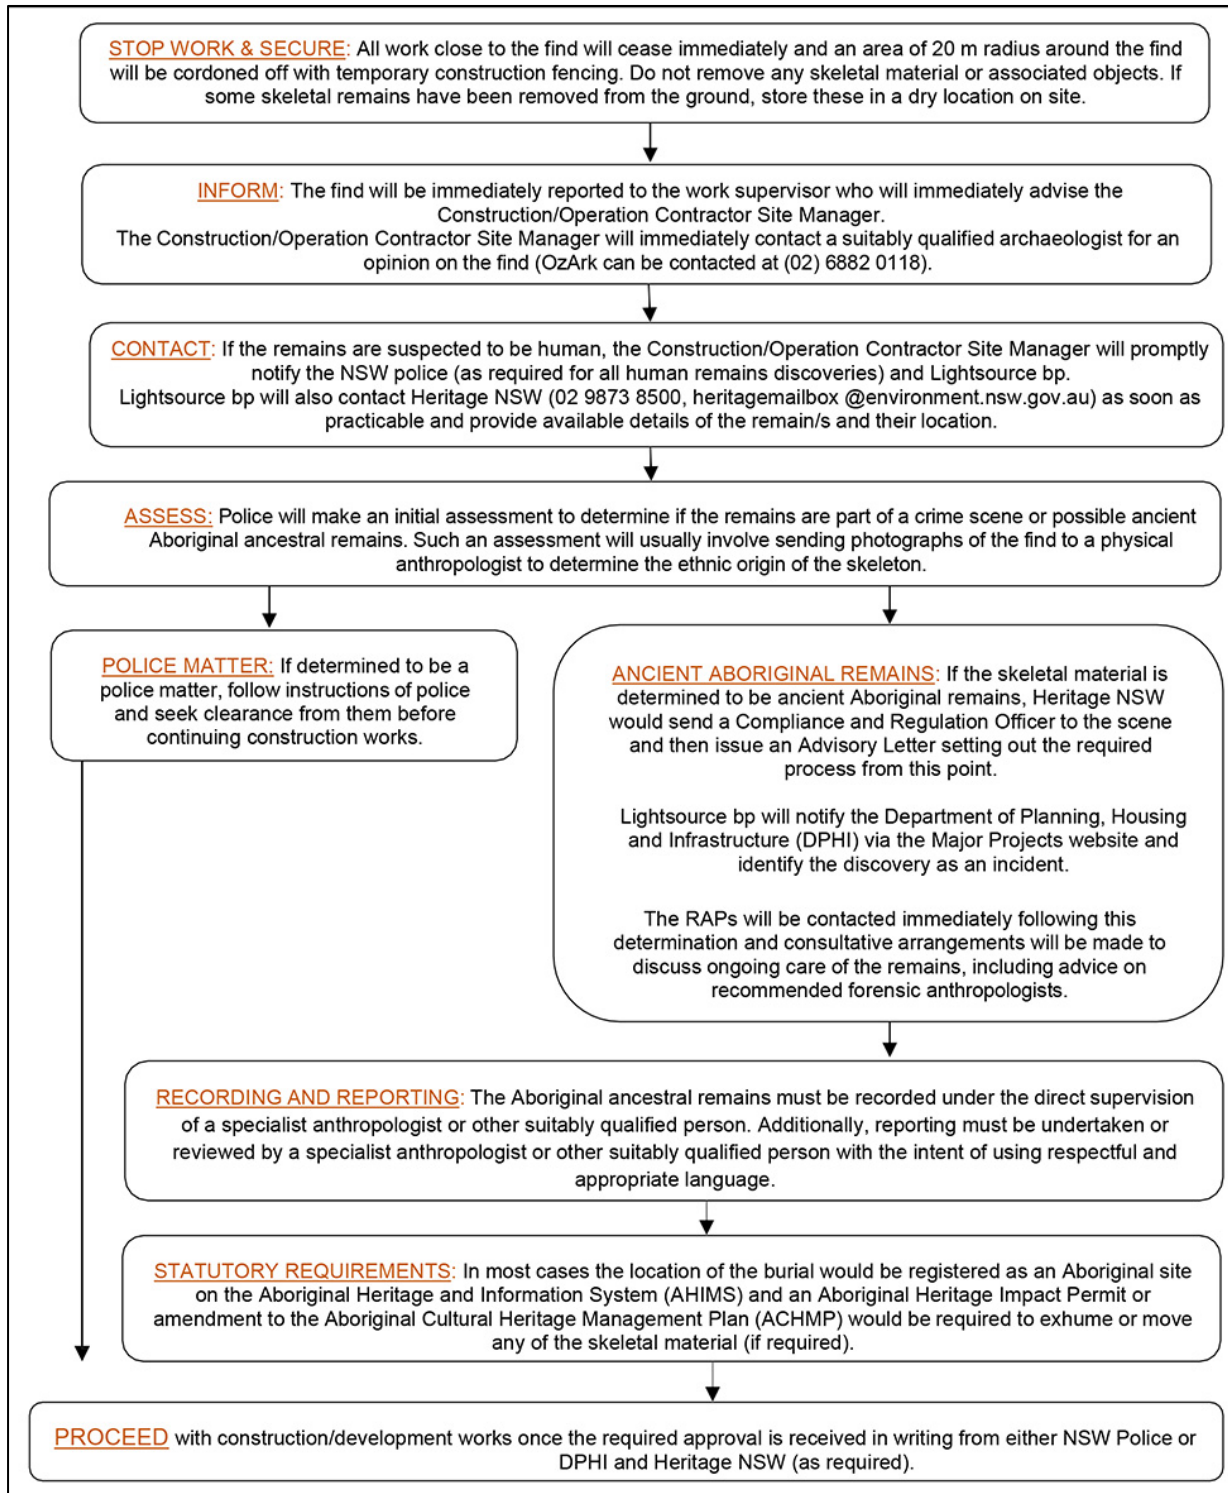 STOP WORK & SECURE: All work close to the find will cease immediately and an area of 20 m radius around the find
will be cordoned off with temporary construction fencing. Do not remove any skeletal material or associated objects. If
some skeletal remains have been removed from the ground, store these in a dry location on site.
INFORM: The find will be immediately reported to the work supervisor who will immediately advise the
Construction/Operation Contractor Site Manager.
The Construction/Operation Contractor Site Manager will immediately contact a suitably qualified archaeologist for an
opinion on the find (OzArk can be contacted at (02) 6882 0118).
CONTACT: If the remains are suspected to be human, the Construction/Operation Contractor Site Manager will promptly
notify the NSW police (as required for all human remains discoveries) and Lightsource bp.
Lightsource bp will also contact Heritage NSW (02 9873 8500, heritagemailbox @environment.nsw.gov.au) as soon as
practicable and provide available details of the remain/s and their location.
ASSESS: Police will make an initial assessment to determine if the remains are part of a crime scene or possible ancient
Aboriginal ancestral remains. Such an assessment will usually involve sending photographs of the find to a physical
anthropologist to determine the ethnic origin of the skeleton.
POLICE MATTER: If determined to be a
police matter, follow instructions of police
and seek clearance from them before
continuing construction works.
ANCIENT ABORIGINAL REMAINS: If the skeletal material is
determined to be ancient Aboriginal remains, Heritage NSW
would send a Compliance and Regulation Officer to the scene
and then issue an Advisory Letter setting out the required
process from this point.
Lightsource bp will notify the Department of Planning, Housing
and Infrastructure (DPHI) via the Major Projects website and
identify the discovery as an incident.
The RAPs will be contacted immediately following this
determination and consultative arrangements will be made to
discuss ongoing care of the remains, including advice on
recommended forensic anthropologists.
RECORDING AND REPORTING: The Aboriginal ancestral remains must be recorded under the direct supervision
of a specialist anthropologist or other suitably qualified person. Additionally, reporting must be undertaken or
reviewed by a specialist anthropologist or other suitably qualified person with the intent of using respectful and
appropriate language.
STATUTORY REQUIREMENTS: In most cases the location of the burial would be registered as an Aboriginal site
on the Aboriginal Heritage and Information System (AHIMS) and an Aboriginal Heritage Impact Permit or
amendment to the Aboriginal Cultural Heritage Management Plan (ACHMP) would be required to exhume or move
any of the skeletal material (if required).
PROCEED with construction/development works once the required approval is received in writing from either NSW Police or
DPHI and Heritage NSW (as required).